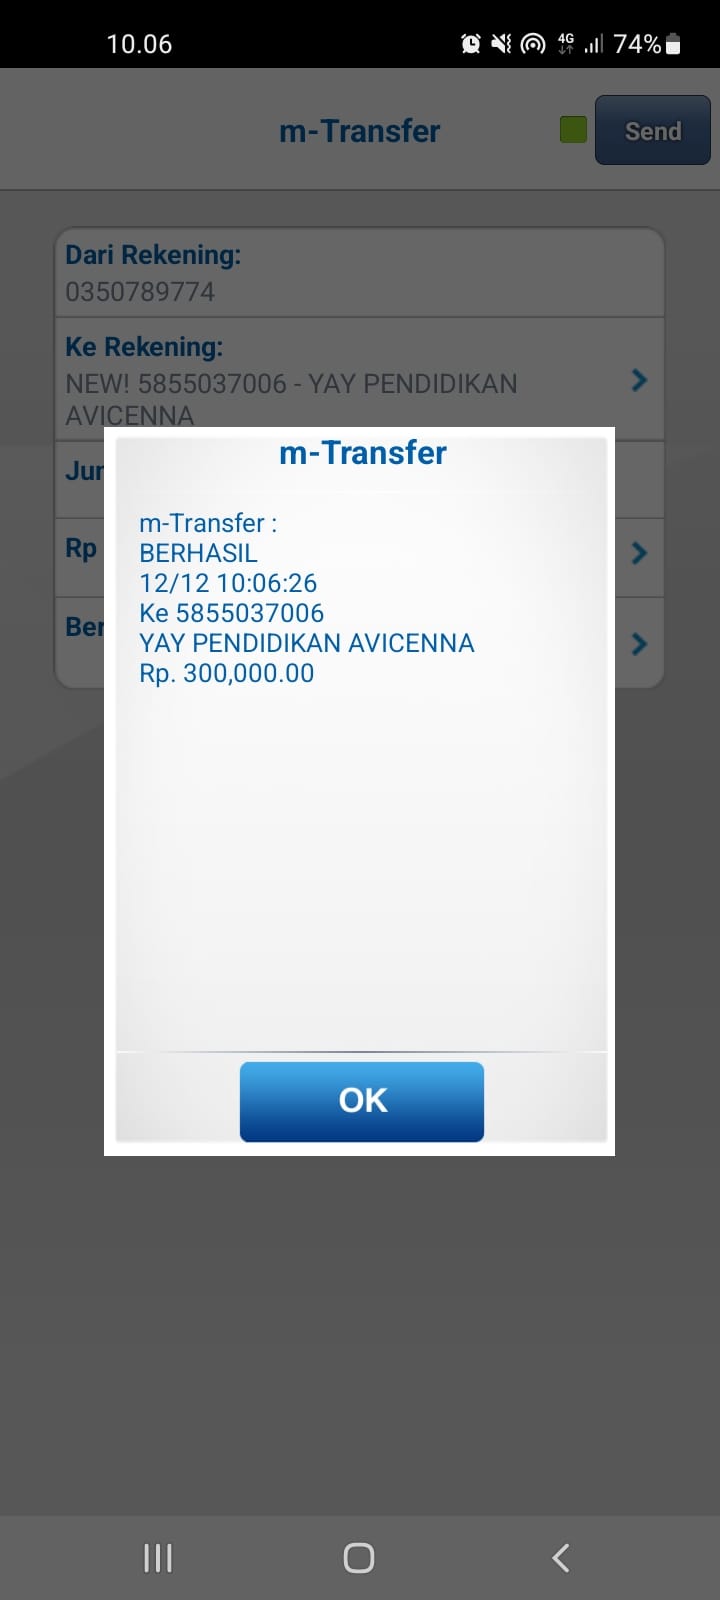 10.06
4G
74%
m-Transfer
Send
Dari Rekening:
0350789774
Ke Rekening:
NEW! 5855037006 - YAY PENDIDIKAN
AVICENNA
Jur
Rp
Ber
m-Transfer
m-Transfer :
BERHASIL
12/12 10:06:26
Ke 5855037006
YAY PENDIDIKAN AVICENNA
Rp. 300,000.00
OK